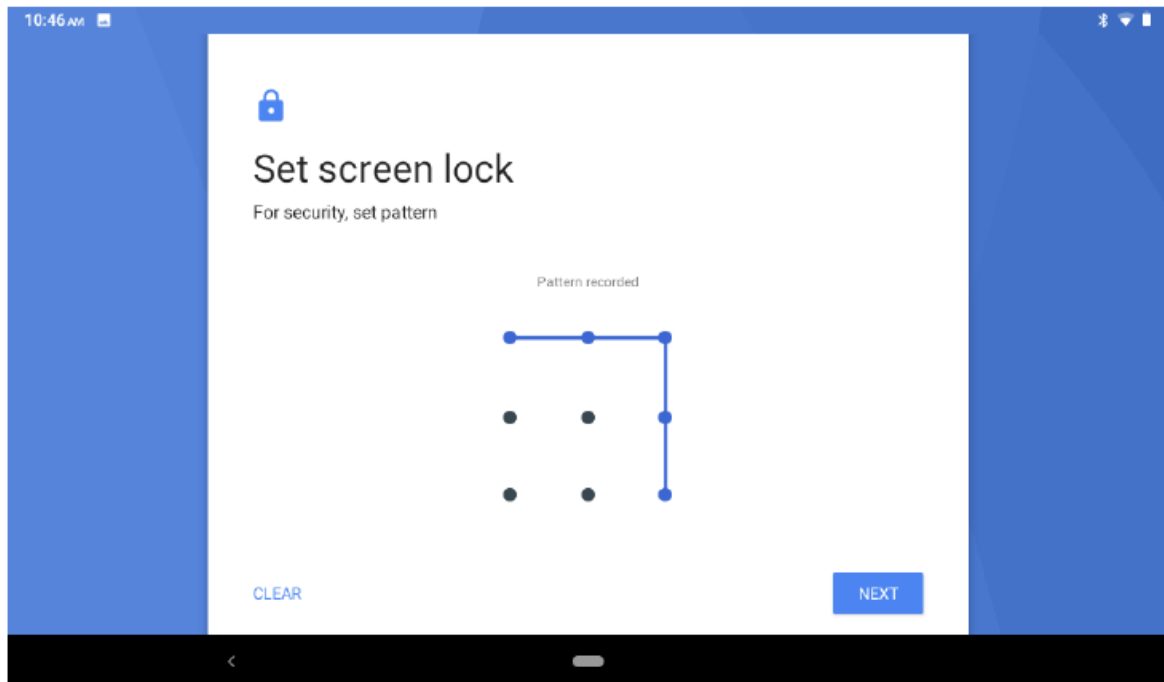 10:46 AM
Set screen lock
For security, set pattern
Pattern recorded
CLEAR
NEXT